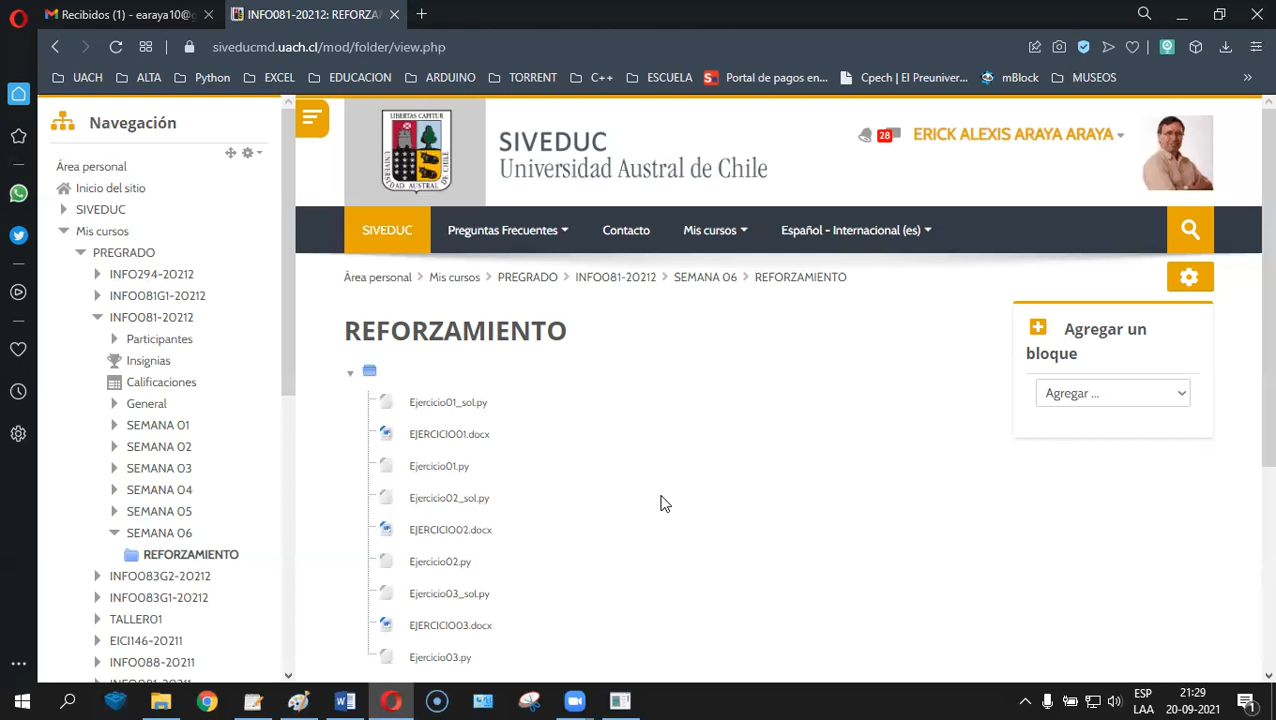 Recibidos (1) - earaya10@g
INFO081-20212: REFORZA
siveducmd.uach.cl/mod/folder/view.php
UACH
ALTA
Python
EXCEL
EDUCACION
ARDUINO
TORRENT
C++
ESCUELA
Portal de pagos en...
Cpech | El Preuniver...
mBlock
MUSEOS
Navegación
Área personal
Inicio del sitio
SIVEDUC
Mis cursos
PREGRADO
INFO294-20212
INFO081G1-20212
INFO081-20212
Participantes
Insignias
Calificaciones
General
SEMANA 01
SEMANA 02
SEMANA 03
SEMANA 04
SEMANA 05
SEMANA 06
REFORZAMIENTO
INFO083G2-20212
INFO083G1-20212
TALLER01
EICI146-20211
INFO088-20211
LIBERTAS CAPITUR
SIVEDUC
Universidad Austral de Chile
28
ERICK ALEXIS ARAYA ARAYA
SIVEDUC
Preguntas Frecuentes
Contacto
Mis cursos
Español - Internacional (es)
Área personal
Mis cursos
PREGRADO
INFO081-20212
SEMANA 06
REFORZAMIENTO
REFORZAMIENTO
Ejercicio01_sol.py
EJERCICIO01.docx
Ejercicio01.py
Ejercicio02_sol.py
EJERCICIO02.docx
Ejercicio02.py
Ejercicio03_sol.py
EJERCICIO03.docx
Ejercicio03.py
Agregar un
bloque
Agregar ...
ESP
LAA
21:29
20-09-2021
1